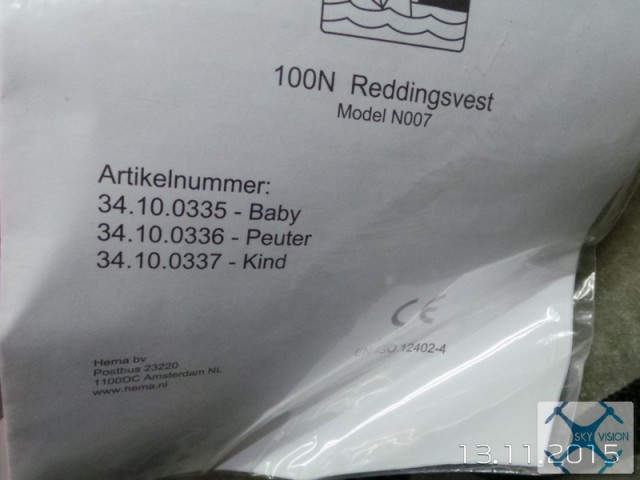 100N Reddingsvest
Model N007
Artikelnummer:
34.10.0335 - Baby
34.10.0336 - Peuter
34.10.0337 - Kind
CE
EN ISO 12402-4
Hema bv
Postbus 23220
1100DC Amsterdam NL
www.hema.nl
SKY VISION
13.11.2015